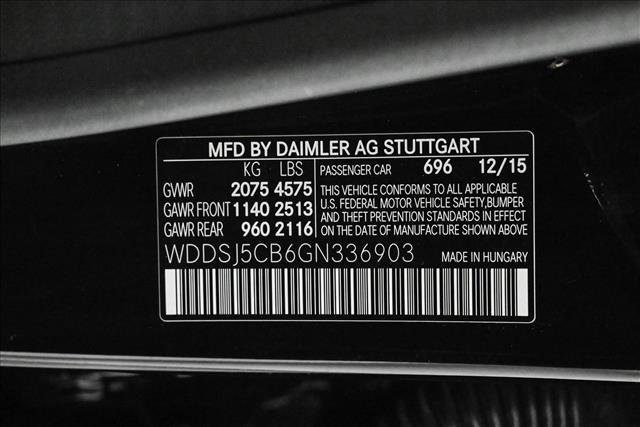 MFD BY DAIMLER AG STUTTGART
KG LBS
GVWR 2075 4575
GAWR FRONT 1140 2513
GAWR REAR 960 2116
PASSENGER CAR 696 12/15
THIS VEHICLE CONFORMS TO ALL APPLICABLE
U.S. FEDERAL MOTOR VEHICLE SAFETY,BUMPER
AND THEFT PREVENTION STANDARDS IN EFFECT
ON THE DATE OF MANUFACTURE SHOWN ABOVE
WDDSJ5CB6GN336903
MADE IN HUNGARY